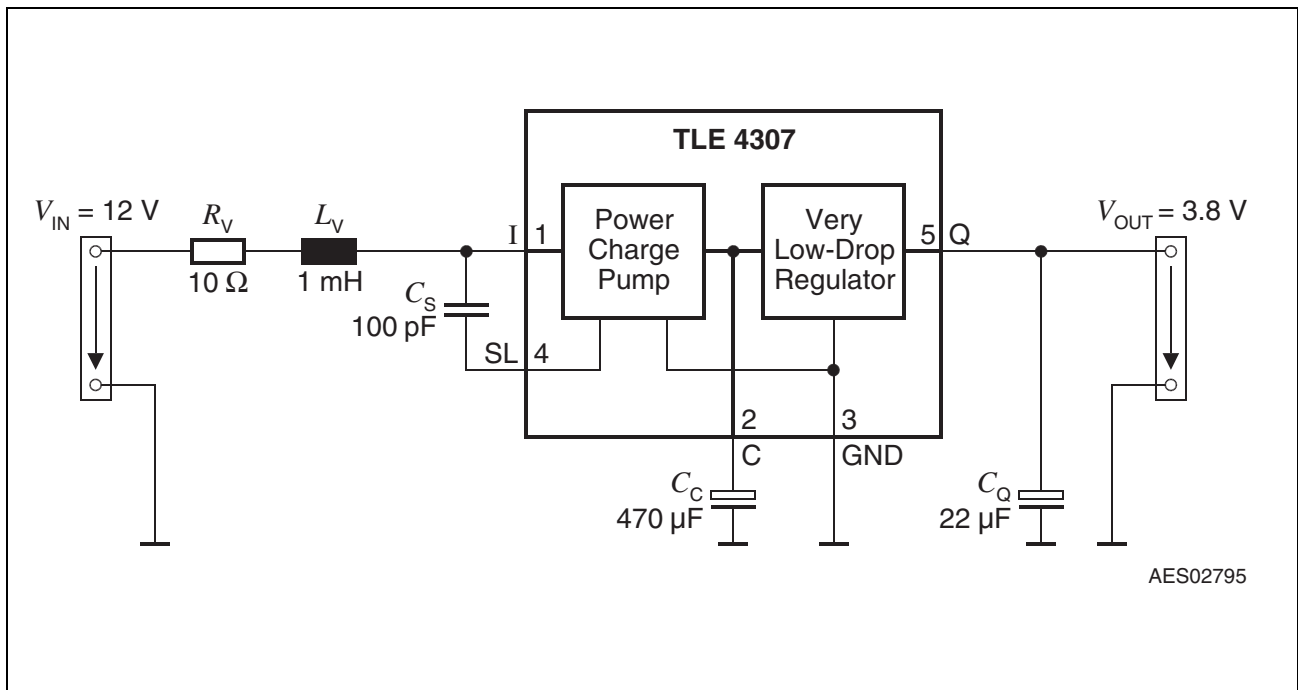 TLE 4307
V_IN = 12 V
R_V
L_V
10 Ω
1 mH
C_S
100 pF
I
1
SL
4
Power
Charge
Pump
Very
Low-Drop
Regulator
5
Q
V_OUT = 3.8 V
2
3
C
GND
C_C
470 µF
C_Q
22 µF
AES02795